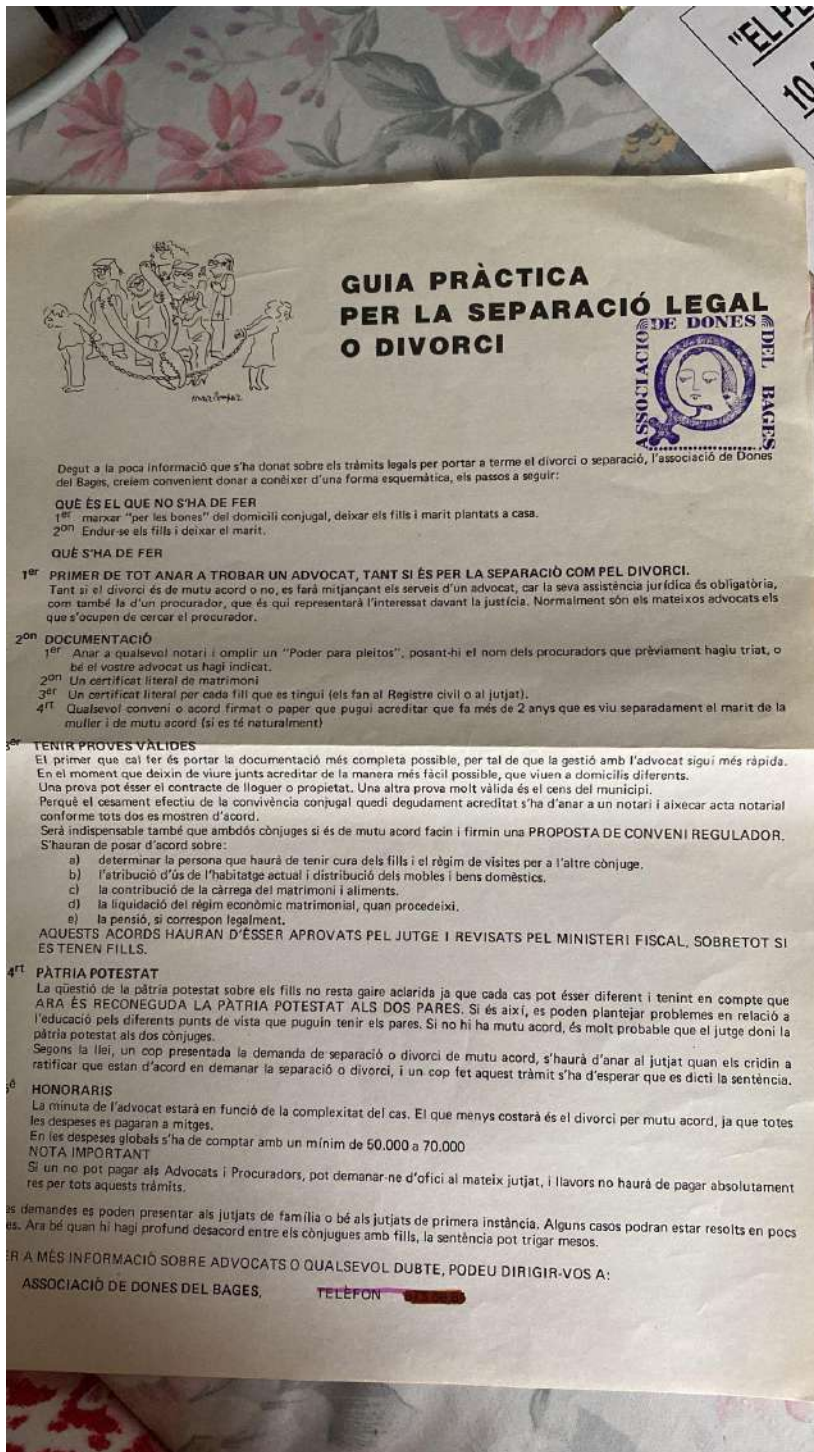 "EL
10
GUIA PRÀCTICA
PER LA SEPARACIÓ LEGAL
O DIVORCI
ASSOCIACIO DE DONES DEL BAGES
Degut a la poca informació que s'ha donat sobre els tràmits legals per portar a terme el divorci o separació, l'associació de Dones
del Bages, creiem convenient donar a conèixer d'una forma esquemàtica, els passos a seguir:
QUÈ ÉS EL QUE NO S'HA DE FER
1er marxar "per les bones" del domicili conjugal, deixar els fills i marit plantats a casa.
2on Endur-se els fills i deixar el marit.
QUÈ S'HA DE FER
1er PRIMER DE TOT ANAR A TROBAR UN ADVOCAT, TANT SI ÉS PER LA SEPARACIÒ COM PEL DIVORCI.
Tant si el divorci és de mutu acord o no, es farà mitjançant els serveis d'un advocat, car la seva assistència jurídica és obligatòria,
com també la d'un procurador, que és qui representarà l'interessat davant la justícia. Normalment són els mateixos advocats els
que s'ocupen de cercar el procurador.
2on DOCUMENTACIÓ
1er Anar a qualsevol notari i omplir un "Poder para pleitos", posant-hi el nom dels procuradors que prèviament hagiu triat, o
bé el vostre advocat us hagi indicat.
2on Un certificat literal de matrimoni
3er Un certificat literal per cada fill que es tingui (els fan al Registre civil o al jutjat).
4rt Qualsevol conveni o acord firmat o paper que pugui acreditar que fa més de 2 anys que es viu separadament el marit de la
muller i de mutu acord (si es té naturalment)
er TENIR PROVES VÀLIDES
El primer que cal fer és portar la documentació més completa possible, per tal de que la gestió amb l'advocat sigui més ràpida.
En el moment que deixin de viure junts acreditar de la manera més fàcil possible, que viuen a domicilis diferents.
Una prova pot ésser el contracte de lloguer o propietat. Una altra prova molt vàlida és el cens del municipi.
Perquè el cesament efectiu de la convivència conjugal quedi degudament acreditat s'ha d'anar a un notari i aixecar acta notarial
conforme tots dos es mostren d'acord.
Serà indispensable també que ambdós cònjuges si és de mutu acord facin i firmin una PROPOSTA DE CONVENI REGULADOR.
S'hauran de posar d'acord sobre:
a) determinar la persona que haurà de tenir cura dels fills i el règim de visites per a l'altre cònjuge.
b) l'atribució d'ús de l'habitatge actual i distribució dels mobles i bens domèstics.
c) la contribució de la càrrega del matrimoni i aliments.
d) la liquidació del règim econòmic matrimonial, quan procedeixi.
e) la pensió, si correspon legalment.
AQUESTS ACORDS HAURAN D'ÉSSER APROVATS PEL JUTGE I REVISATS PEL MINISTERI FISCAL, SOBRETOT SI
ES TENEN FILLS.
4rt PÀTRIA POTESTAT
La qüestió de la pàtria potestat sobre els fills no resta gaire aclarida ja que cada cas pot ésser diferent i tenint en compte que
ARA ÉS RECONEGUDA LA PÀTRIA POTESTAT ALS DOS PARES. Si és així, es poden plantejar problemes en relació a
l'educació pels diferents punts de vista que puguin tenir els pares. Si no hi ha mutu acord, és molt probable que el jutge doni la
pàtria potestat als dos cònjuges.
Segons la llei, un cop presentada la demanda de separació o divorci de mutu acord, s'haurà d'anar al jutjat quan els cridin a
ratificar que estan d'acord en demanar la separació o divorci, i un cop fet aquest tràmit s'ha d'esperar que es dicti la sentència.
é HONORARIS
La minuta de l'advocat estarà en funció de la complexitat del cas. El que menys costarà és el divorci per mutu acord, ja que totes
les despeses es pagaran a mitges.
En les despeses globals s'ha de comptar amb un mínim de 50.000 a 70.000
NOTA IMPORTANT
Si un no pot pagar als Advocats i Procuradors, pot demanar-ne d'ofici al mateix jutjat, i llavors no haurà de pagar absolutament
res per tots aquests tràmits.
es demandes es poden presentar als jutjats de família o bé als jutjats de primera instància. Alguns casos podran estar resolts en pocs
es. Ara bé quan hi hagi profund desacord entre els cònjugues amb fills, la sentència pot trigar mesos.
ER A MÉS INFORMACIÓ SOBRE ADVOCATS O QUALSEVOL DUBTE, PODEU DIRIGIR-VOS A:
ASSOCIACIÒ DE DONES DEL BAGES, TELÈFON